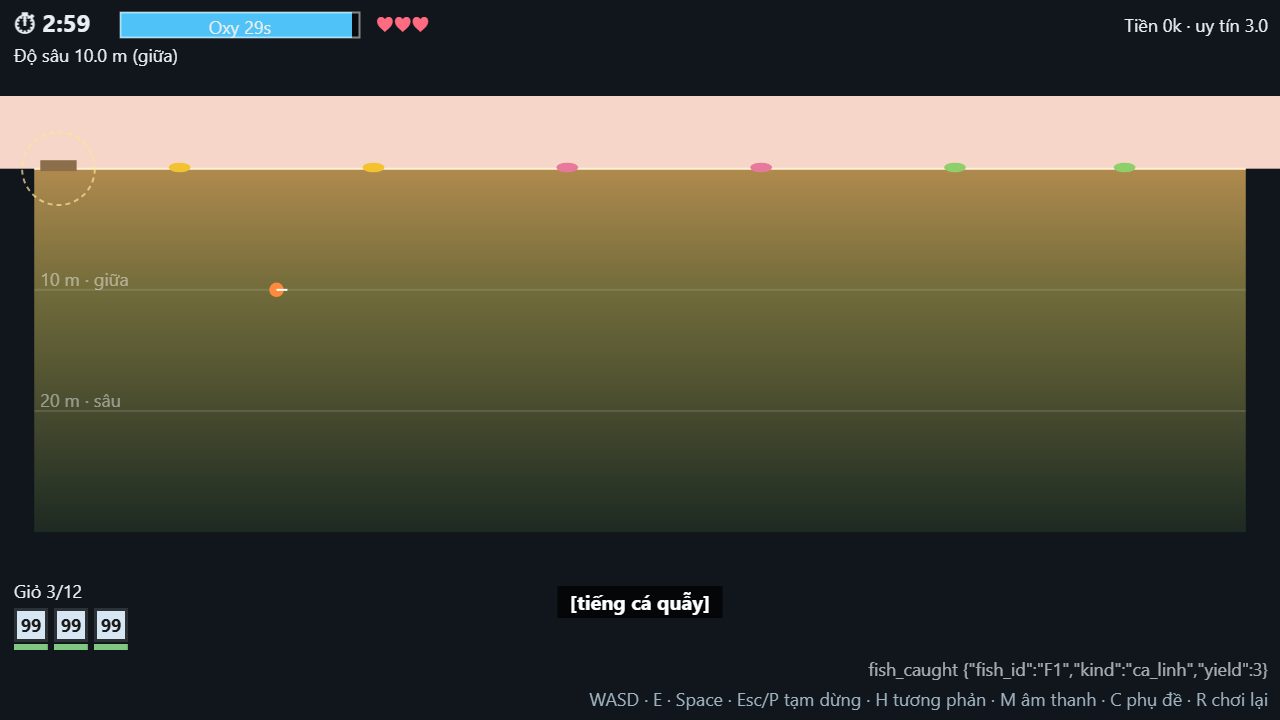 ⏱ 2:59
Oxy 29s
Tiền 0k · uy tín 3.0
Độ sâu 10.0 m (giữa)
10 m · giữa
20 m · sâu
Giỏ 3/12
99 99 99
[tiếng cá quẫy]
fish_caught {"fish_id":"F1","kind":"ca_linh","yield":3}
WASD · E · Space · Esc/P tạm dừng · H tương phản · M âm thanh · C phụ đề · R chơi lại